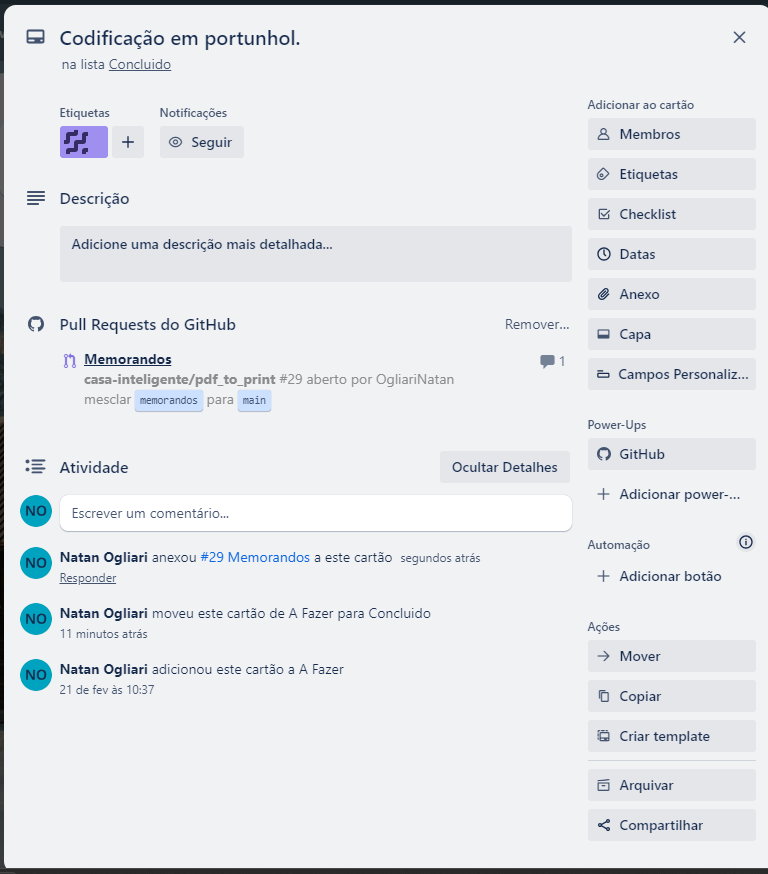 Codificação em portunhol.
na lista Concluido
Etiquetas
Notificações
Seguir
Descrição
Adicione uma descrição mais detalhada...
Pull Requests do GitHub
Remover...
Memorandos
1
casa-inteligente/pdf_to_print #29 aberto por OgliariNatan
mesclar memorandos para main
Atividade
Ocultar Detalhes
NO
Escrever um comentário...
NO
Natan Ogliari anexou #29 Memorandos a este cartão segundos atrás
Responder
NO
Natan Ogliari moveu este cartão de A Fazer para Concluido
11 minutos atrás
NO
Natan Ogliari adicionou este cartão a A Fazer
21 de fev às 10:37
Adicionar ao cartão
Membros
Etiquetas
Checklist
Datas
Anexo
Capa
Campos Personaliz...
Power-Ups
GitHub
Adicionar power-...
Automação
Adicionar botão
Ações
Mover
Copiar
Criar template
Arquivar
Compartilhar